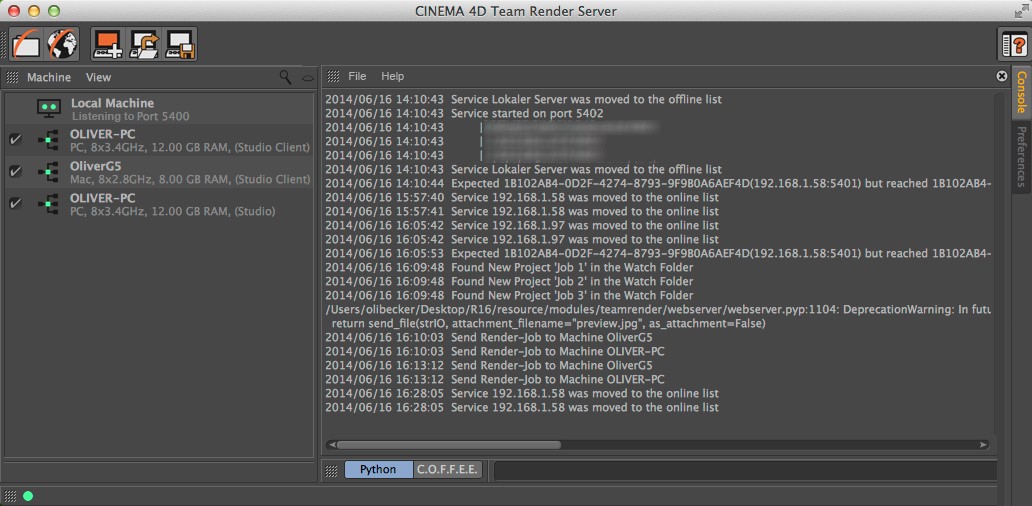 CINEMA 4D Team Render Server
Machine View
Local Machine
Listening to Port 5400
OLIVER-PC
PC, 8x3.4GHz, 12.00 GB RAM, (Studio Client)
OliverG5
Mac, 8x2.8GHz, 8.00 GB RAM, (Studio Client)
OLIVER-PC
PC, 8x3.4GHz, 12.00 GB RAM, (Studio)
File Help
2014/06/16 14:10:43 Service Lokaler Server was moved to the offline list
2014/06/16 14:10:43 Service started on port 5402
2014/06/16 14:10:43 |
2014/06/16 14:10:43 |
2014/06/16 14:10:43 |
2014/06/16 14:10:43 Service Lokaler Server was moved to the offline list
2014/06/16 14:10:44 Expected 1B102AB4-0D2F-4274-8793-9F9B0A6AEF4D(192.168.1.58:5401) but reached 1B102AB4-
2014/06/16 15:57:40 Service 192.168.1.58 was moved to the online list
2014/06/16 15:57:41 Service 192.168.1.58 was moved to the online list
2014/06/16 16:05:42 Service 192.168.1.97 was moved to the online list
2014/06/16 16:05:42 Service 192.168.1.97 was moved to the online list
2014/06/16 16:05:53 Expected 1B102AB4-0D2F-4274-8793-9F9B0A6AEF4D(192.168.1.58:5401) but reached 1B102AB4-
2014/06/16 16:09:48 Found New Project 'Job 1' in the Watch Folder
2014/06/16 16:09:48 Found New Project 'Job 2' in the Watch Folder
2014/06/16 16:09:48 Found New Project 'Job 3' in the Watch Folder
/Users/olibecker/Desktop/R16/resource/modules/teamrender/webserver/webserver.pyp:1104: DeprecationWarning: In futu
return send_file(strIO, attachment_filename="preview.jpg", as_attachment=False)
2014/06/16 16:10:03 Send Render-Job to Machine OliverG5
2014/06/16 16:10:03 Send Render-Job to Machine OLIVER-PC
2014/06/16 16:13:12 Send Render-Job to Machine OliverG5
2014/06/16 16:13:12 Send Render-Job to Machine OLIVER-PC
2014/06/16 16:28:05 Service 192.168.1.58 was moved to the online list
2014/06/16 16:28:05 Service 192.168.1.58 was moved to the online list
Python C.O.F.F.E.E.
Console
Preferences